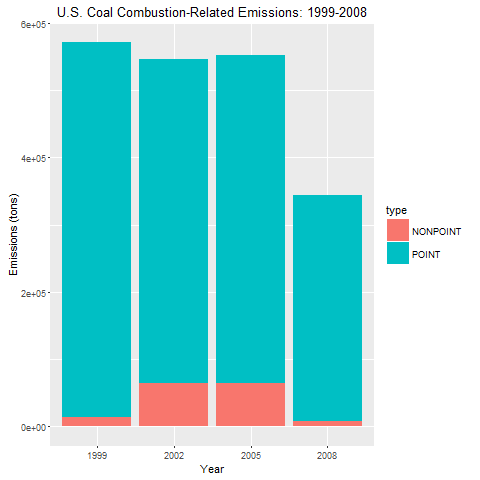 U.S. Coal Combustion-Related Emissions: 1999-2008
6e+05
4e+05
2e+05
0e+00
Emissions (tons)
1999 2002 2005 2008
Year
type
NONPOINT
POINT